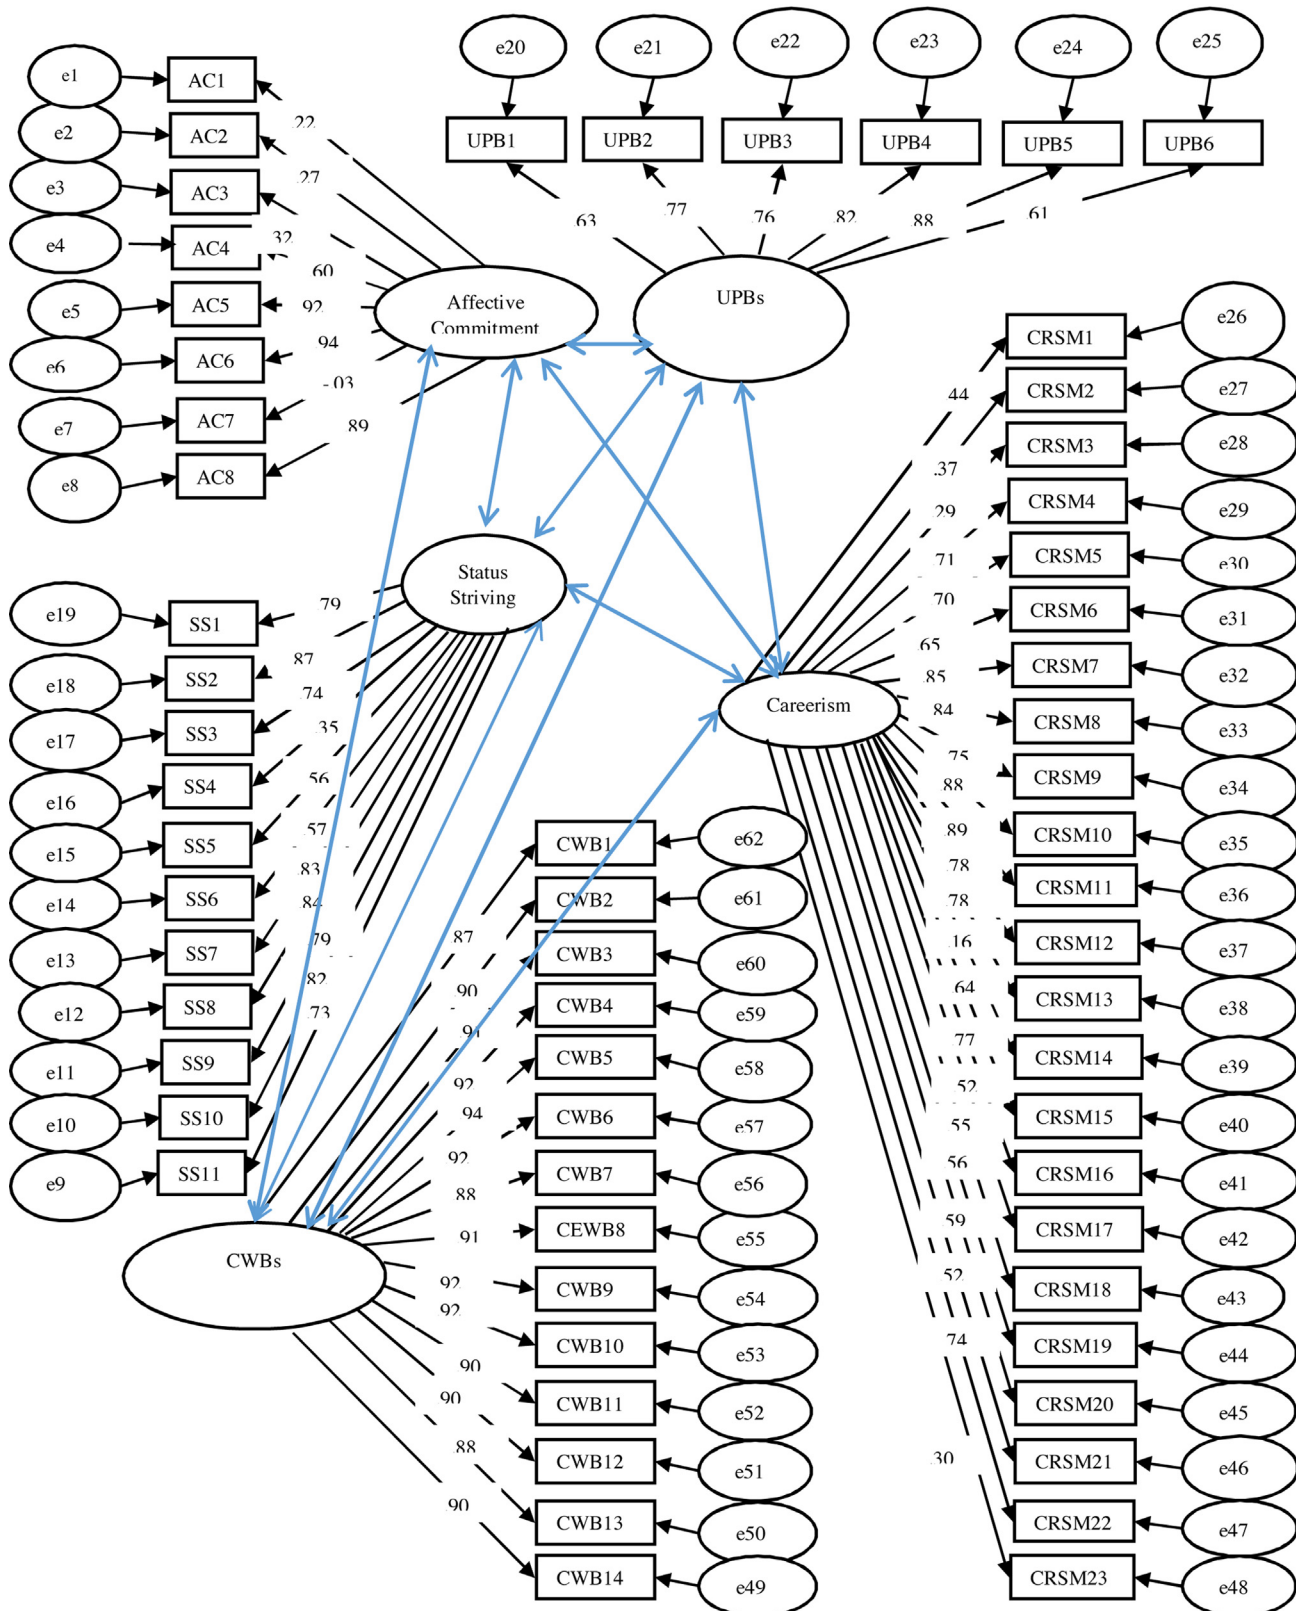 e1
AC1
.22
e2
AC2
.27
e3
AC3
.32
e4
AC4
.60
e5
AC5
.92
e6
AC6
.94
e7
AC7
-.03
e8
AC8
.89
Affective
Commitment
e20
e21
e22
e23
e24
e25
UPB1
UPB2
UPB3
UPB4
UPB5
UPB6
.63
.77
.76
.82
.88
.61
UPBs
Status
Striving
e19
SS1
.79
e18
SS2
.87
e17
SS3
.74
e16
SS4
.35
e15
SS5
.56
e14
SS6
.57
e13
SS7
.83
e12
SS8
.84
e11
SS9
.79
e10
SS10
.82
e9
SS11
.73
Careerism
.44
CRSM1
e26
.37
CRSM2
e27
.29
CRSM3
e28
.71
CRSM4
e29
.70
CRSM5
e30
.65
CRSM6
e31
.85
CRSM7
e32
.84
CRSM8
e33
.75
CRSM9
e34
.88
CRSM10
e35
.89
CRSM11
e36
.78
CRSM12
e37
.78
CRSM13
e38
.16
CRSM14
e39
.64
CRSM15
e40
.77
CRSM16
e41
.52
CRSM17
e42
.55
CRSM18
e43
.56
CRSM19
e44
.59
CRSM20
e45
.52
CRSM21
e46
.74
CRSM22
e47
.30
CRSM23
e48
CWBs
.87
CWB1
e62
.90
CWB2
e61
.91
CWB3
e60
.92
CWB4
e59
.94
CWB5
e58
.92
CWB6
e57
.88
CWB7
e56
.91
CEWB8
e55
.92
CWB9
e54
.92
CWB10
e53
.90
CWB11
e52
.90
CWB12
e51
.88
CWB13
e50
.90
CWB14
e49